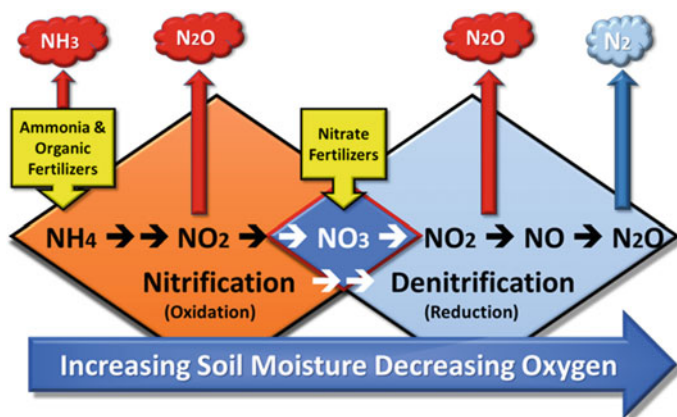 NH3
N2O
N2O
N2
Ammonia &
Organic
Fertilizers
Nitrate
Fertilizers
NH4 ➔ ➔ NO2 ➔ ➔ NO3 ➔ NO2 ➔ NO ➔ N2O
Nitrification ➔ ➔ Denitrification
(Oxidation)
(Reduction)
Increasing Soil Moisture Decreasing Oxygen